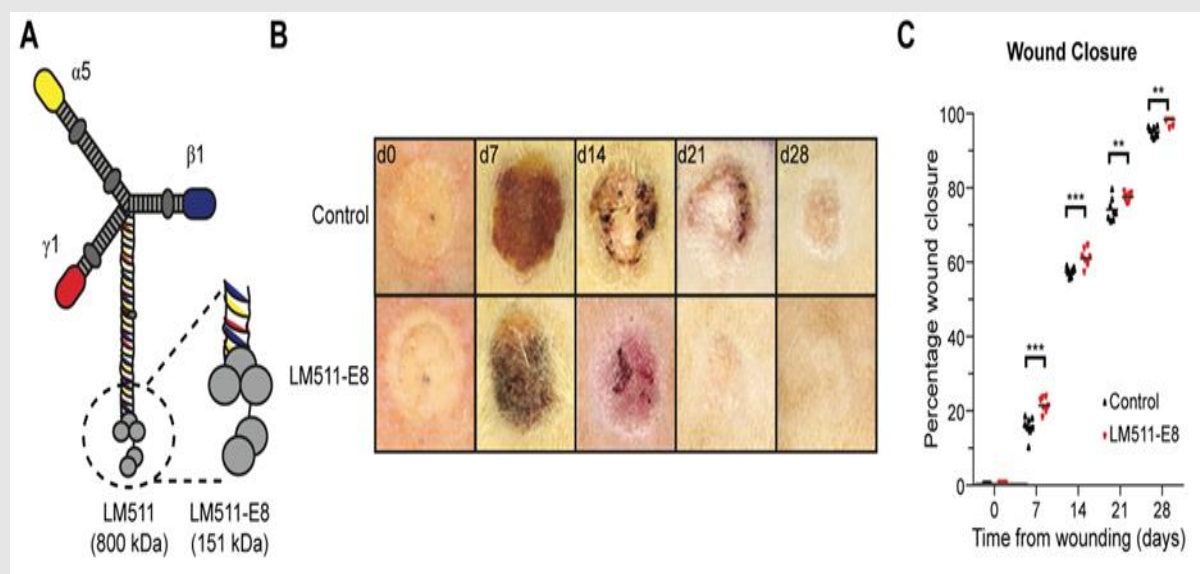 A
α5
β1
γ1
LM511
(800 kDa)
LM511-E8
(151 kDa)
B
d0
d7
d14
d21
d28
Control
LM511-E8
C
Wound Closure
Percentage wound closure
100
80
60
40
20
0
***
***
**
**
Control
LM511-E8
0 7 14 21 28
Time from wounding (days)